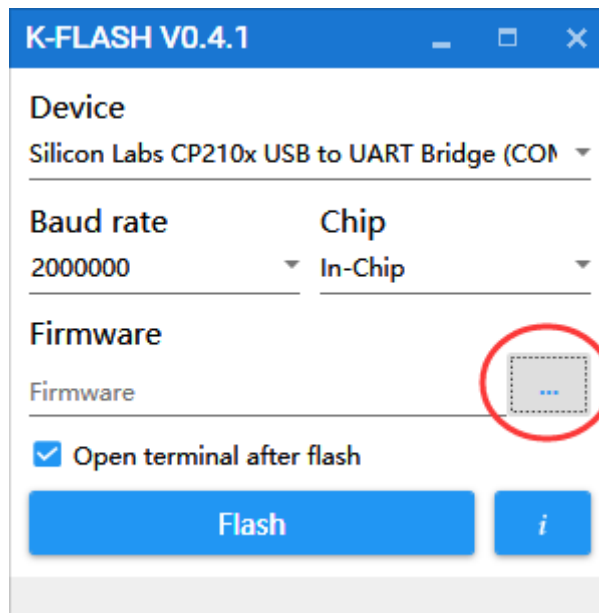 K-FLASH V0.4.1
Device
Silicon Labs CP210x USB to UART Bridge (COM
Baud rate
Chip
2000000
In-Chip
Firmware
Firmware
...
Open terminal after flash
Flash
i